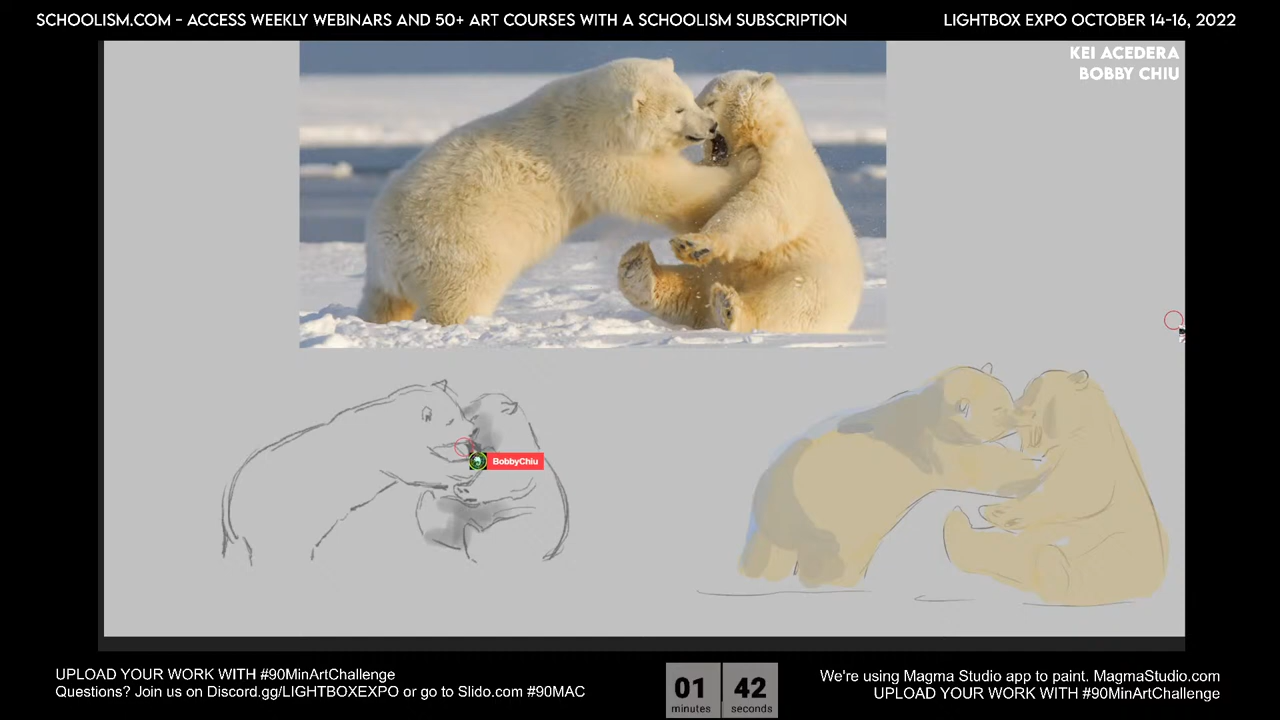 SCHOOLISM.COM - ACCESS WEEKLY WEBINARS AND 50+ ART COURSES WITH A SCHOOLISM SUBSCRIPTION
LIGHTBOX EXPO OCTOBER 14-16, 2022
KEI ACEDERA
BOBBY CHIU
BobbyChiu
UPLOAD YOUR WORK WITH #90MinArtChallenge
Questions? Join us on Discord.gg/LIGHTBOXEXPO or go to Slido.com #90MAC
01 42
minutes seconds
We're using Magma Studio app to paint. MagmaStudio.com
UPLOAD YOUR WORK WITH #90MinArtChallenge